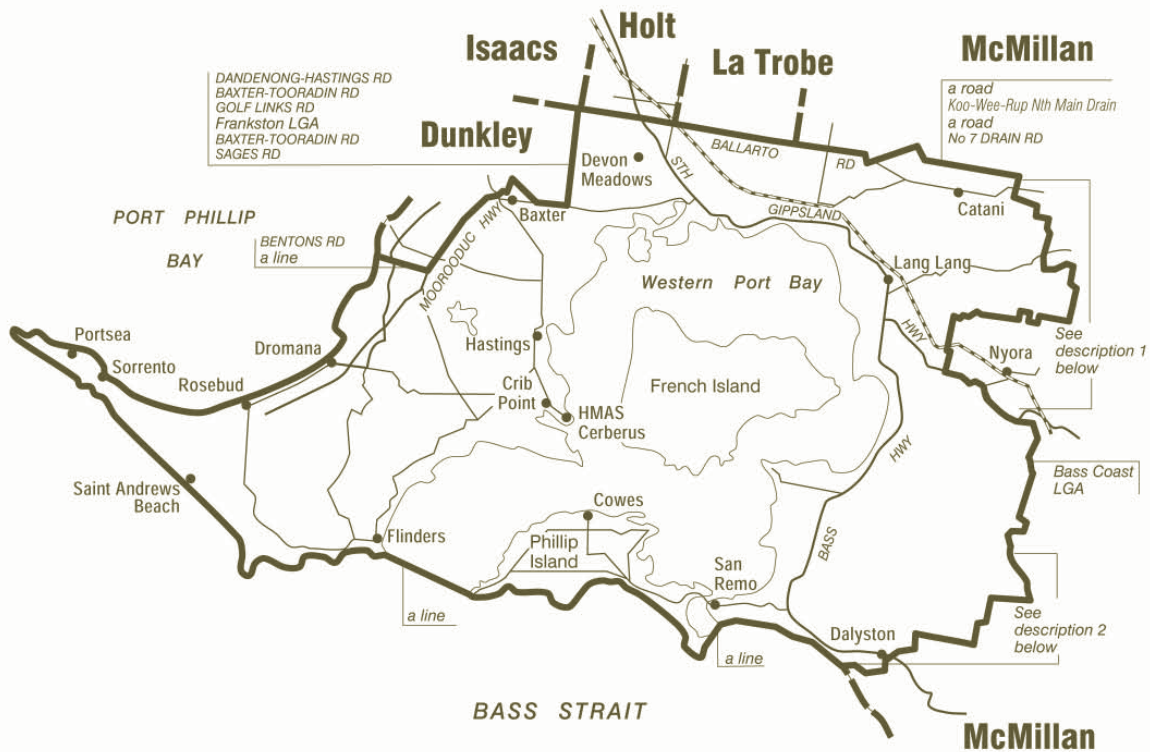 Holt
Isaacs
La Trobe
McMillan
DANDENONG-HASTINGS RD
BAXTER-TOORADIN RD
GOLF LINKS RD
Frankston LGA
BAXTER-TOORADIN RD
SAGES RD
a road
Koo-Wee-Rup Nth Main Drain
a road
No 7 DRAIN RD
Dunkley
BALLARTO
RD
STH
Devon
Meadows
GIPPSLAND
Catani
PORT PHILLIP
BAY
BENTONS RD
a line
MOOROODUC HWY
Baxter
Lang Lang
Western Port Bay
HWY
Portsea
Sorrento
Dromana
Rosebud
Hastings
Nyora
See
description 1
below
French Island
Crib
Point
HMAS
Cerberus
HWY
Bass Coast
LGA
Saint Andrews
Beach
Cowes
Flinders
Phillip
Island
BASS
San
Remo
a line
See
description 2
below
Dalyston
a line
BASS STRAIT
McMillan